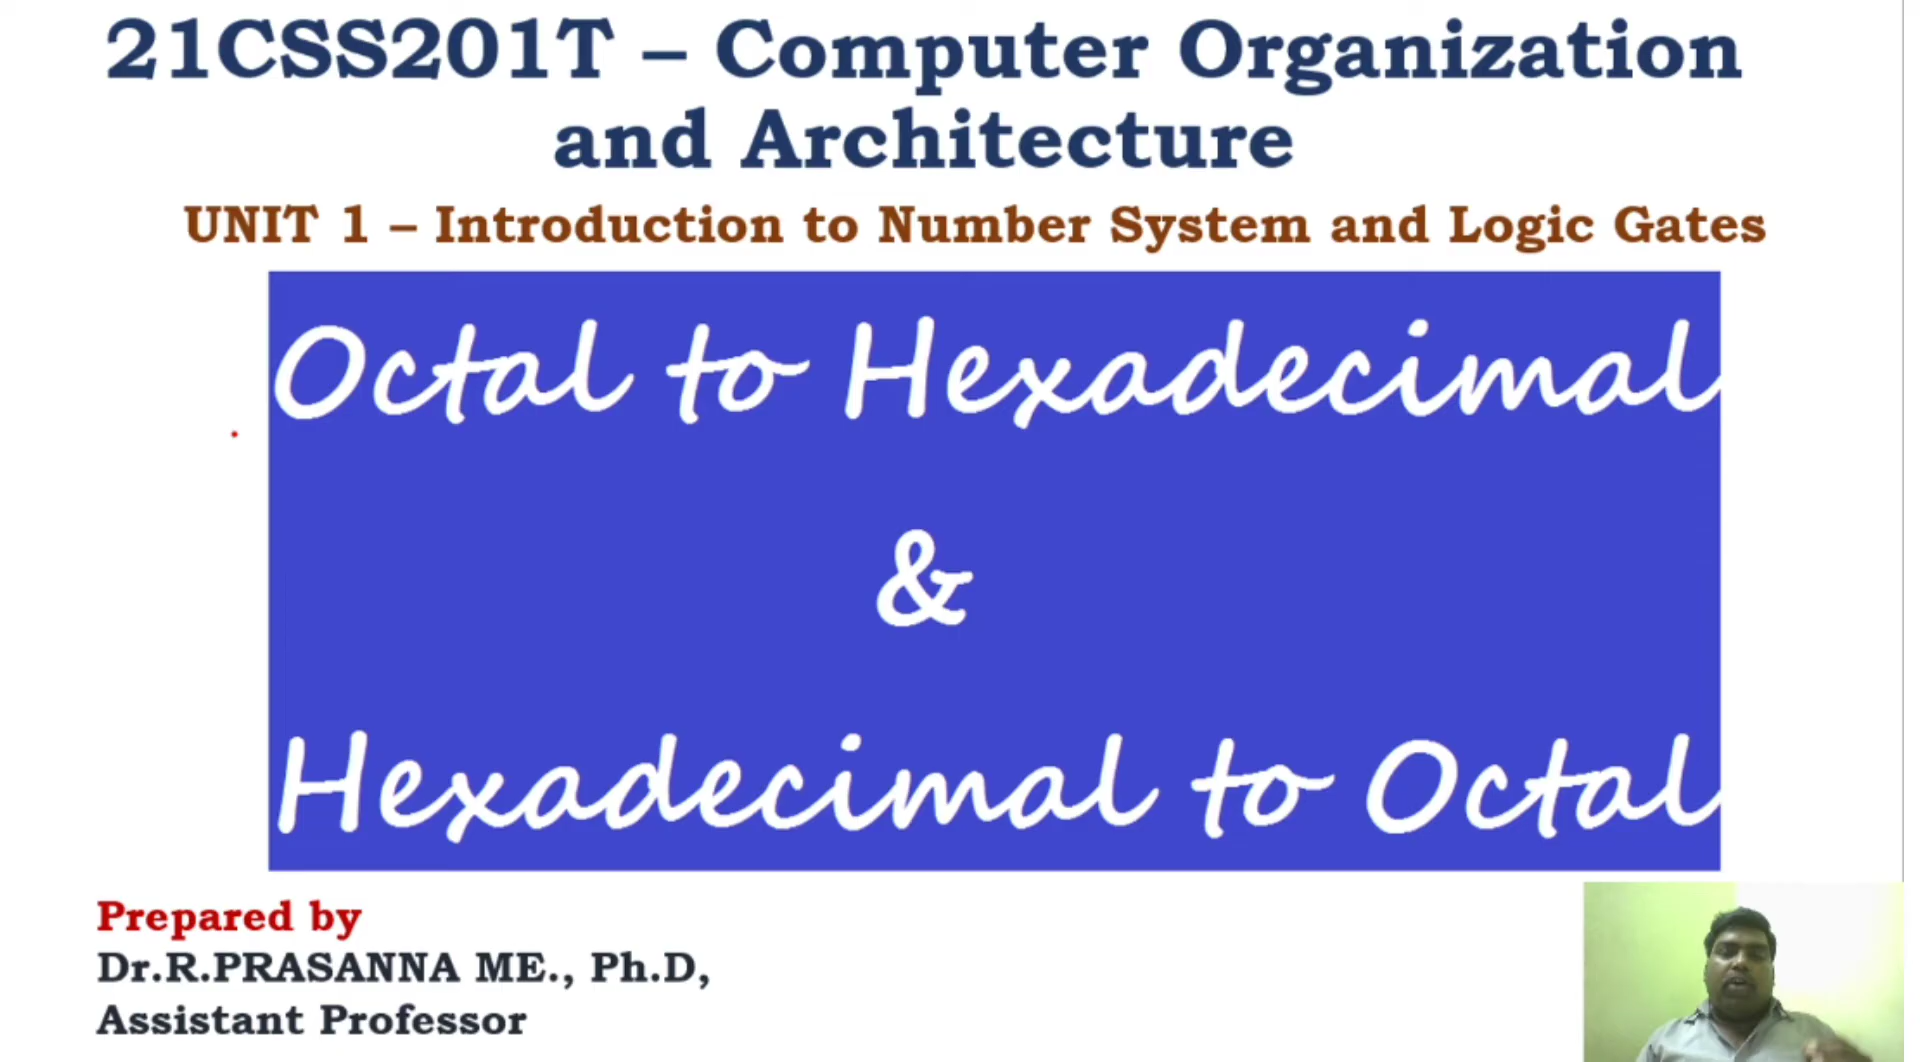 21CSS201T – Computer Organization
and Architecture
UNIT 1 – Introduction to Number System and Logic Gates
Octal to Hexadecimal
&
Hexadecimal to Octal
Prepared by
Dr.R.PRASANNA ME., Ph.D,
Assistant Professor